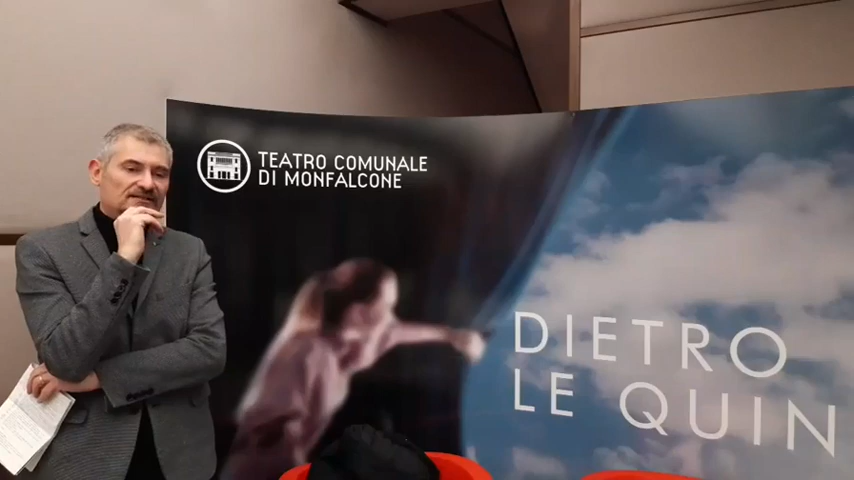 TEATRO COMUNALE
DI MONFALCONE
DIETRO
LE QUIN